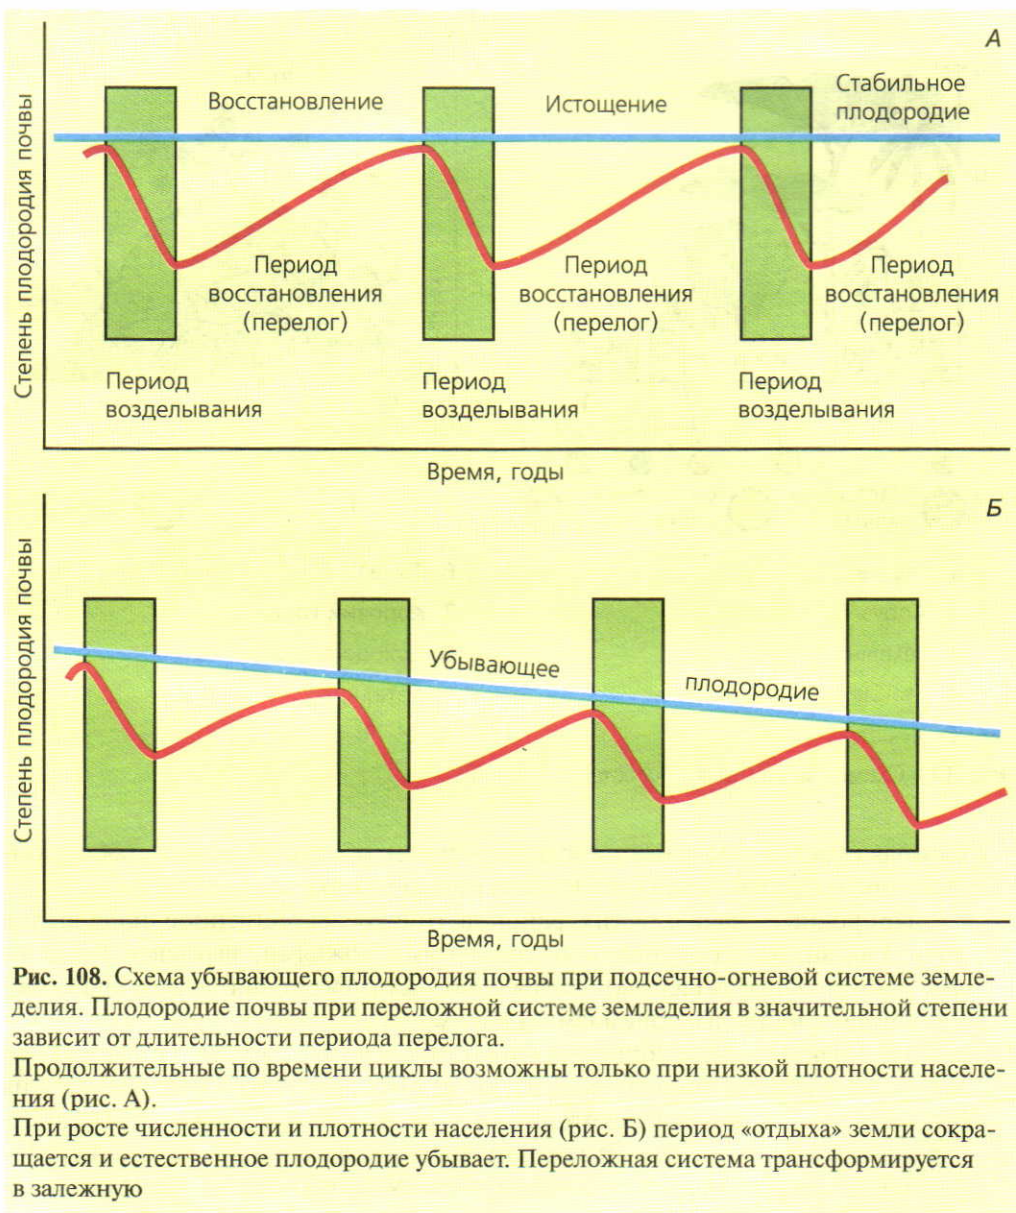 А
Степень плодородия почвы
Восстановление
Истощение
Стабильное
плодородие
Период
восстановления
(перелог)
Период
восстановления
(перелог)
Период
восстановления
(перелог)
Период
возделывания
Период
возделывания
Период
возделывания
Время, годы
Б
Степень плодородия почвы
Убывающее
плодородие
Время, годы
Рис. 108. Схема убывающего плодородия почвы при подсечно-огневой системе земле-
делия. Плодородие почвы при переложной системе земледелия в значительной степени
зависит от длительности периода перелога.
Продолжительные по времени циклы возможны только при низкой плотности населе-
ния (рис. А).
При росте численности и плотности населения (рис. Б) период «отдыха» земли сокра-
щается и естественное плодородие убывает. Переложная система трансформируется
в залежную